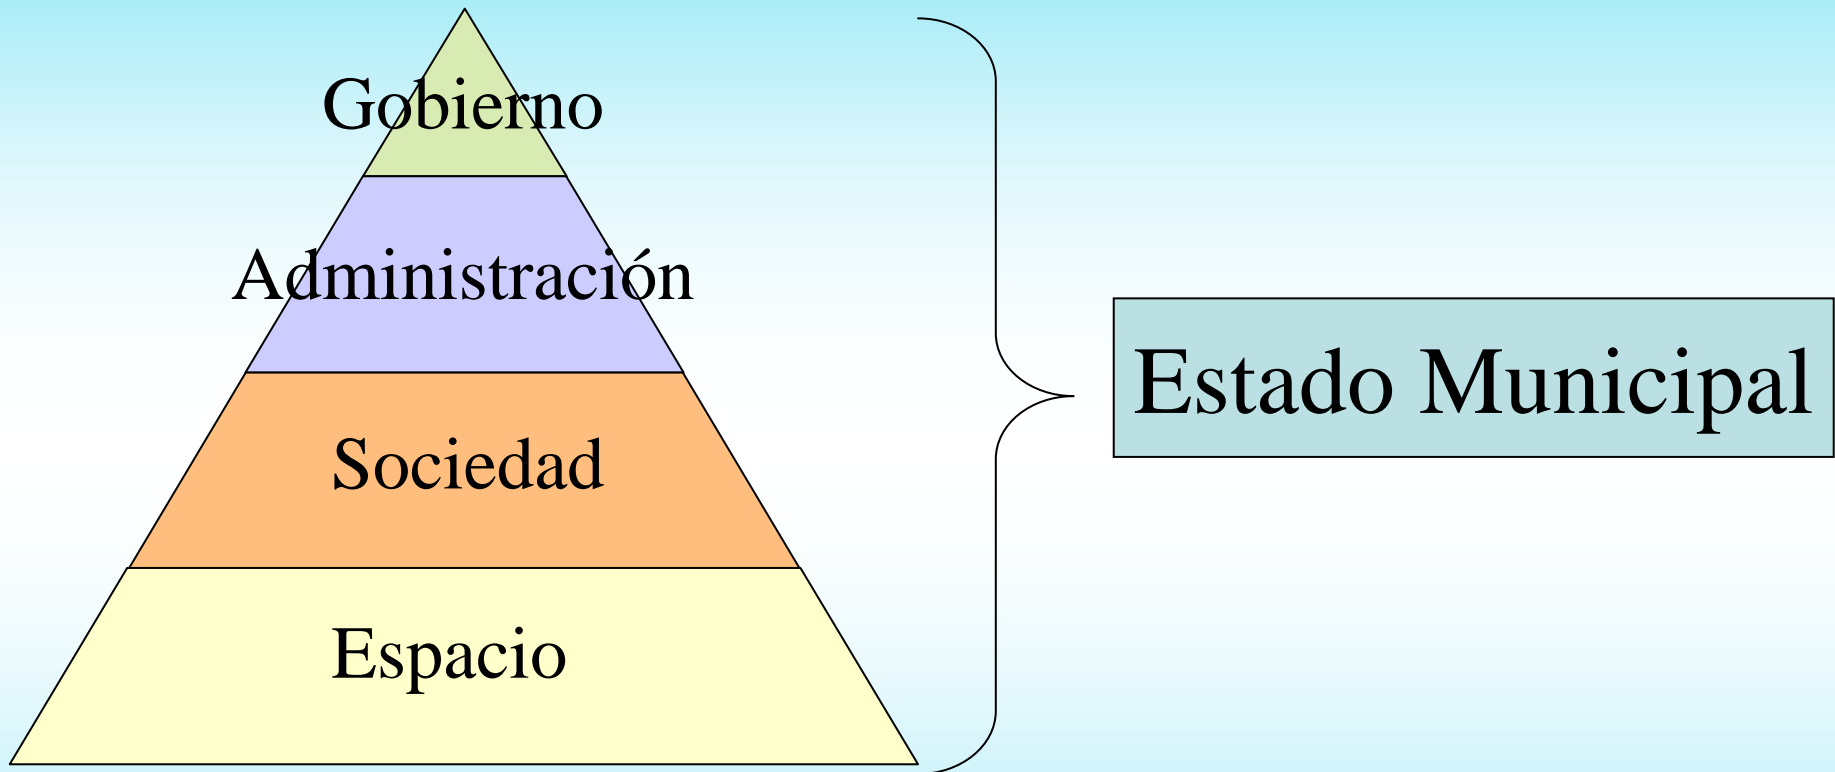 Gobierno
Administración
Sociedad
Espacio
Estado Municipal